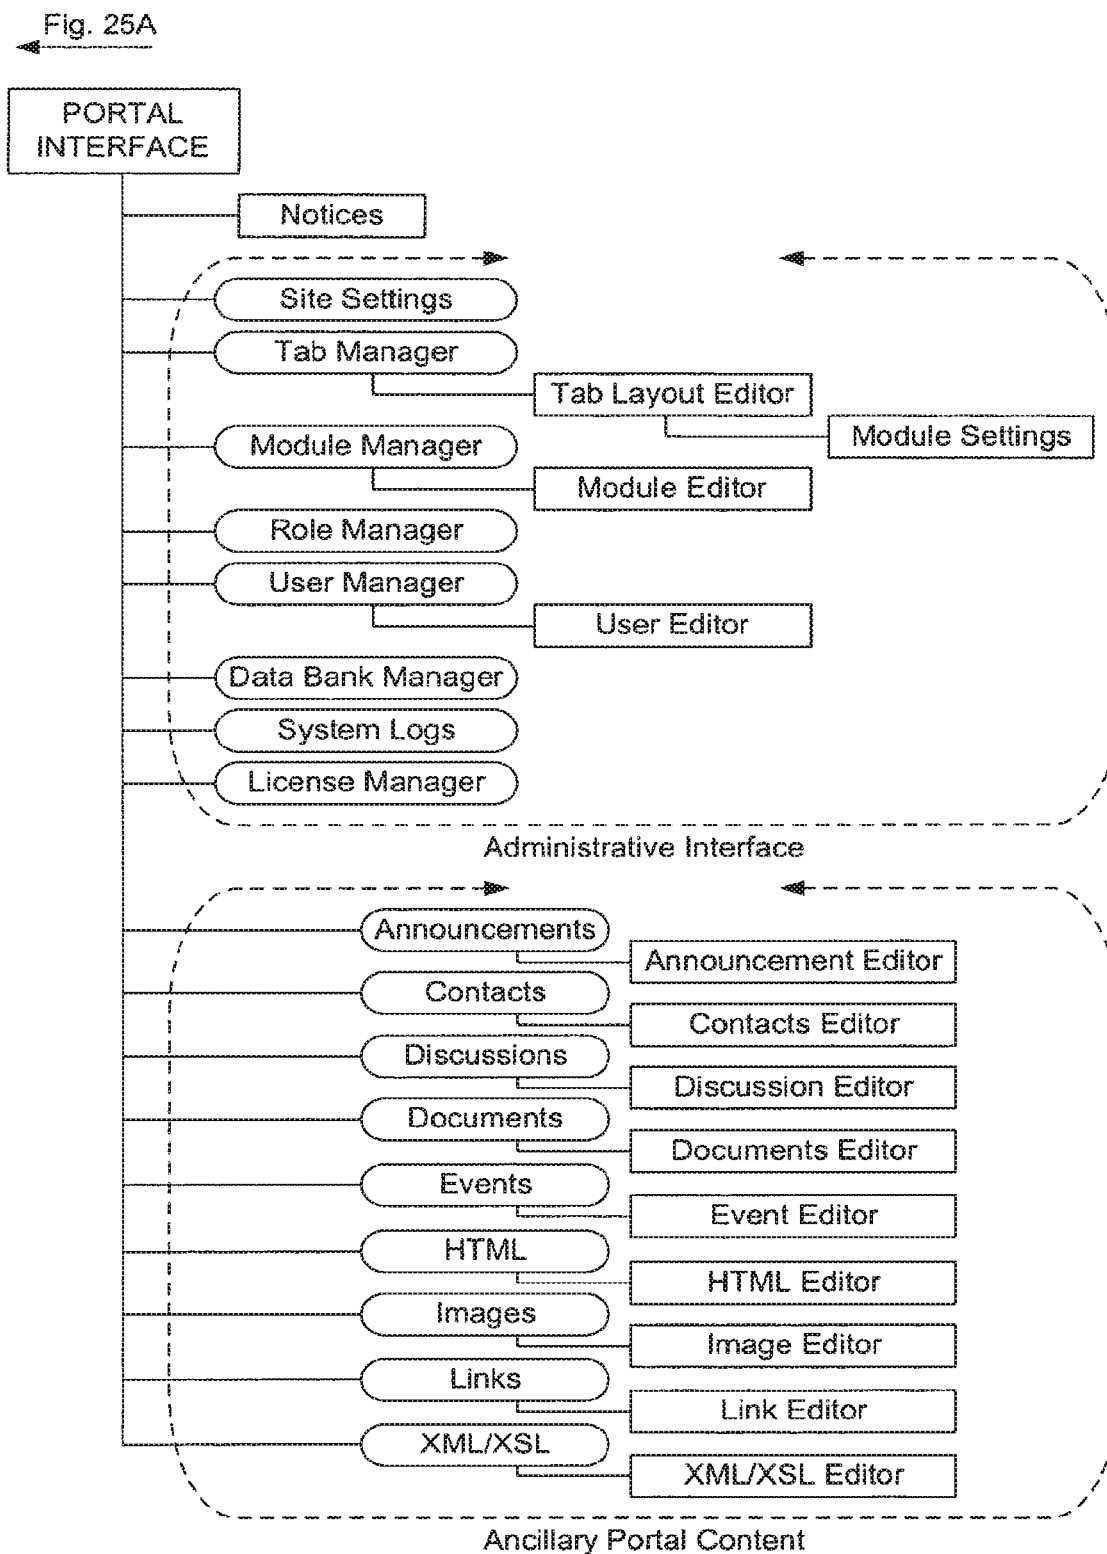 Fig. 25A
PORTAL
INTERFACE
Notices
Site Settings
Tab Manager
Tab Layout Editor
Module Settings
Module Manager
Module Editor
Role Manager
User Manager
User Editor
Data Bank Manager
System Logs
License Manager
Administrative Interface
Announcements
Announcement Editor
Contacts
Contacts Editor
Discussions
Discussion Editor
Documents
Documents Editor
Events
Event Editor
HTML
HTML Editor
Images
Image Editor
Links
Link Editor
XML/XSL
XML/XSL Editor
Ancillary Portal Content